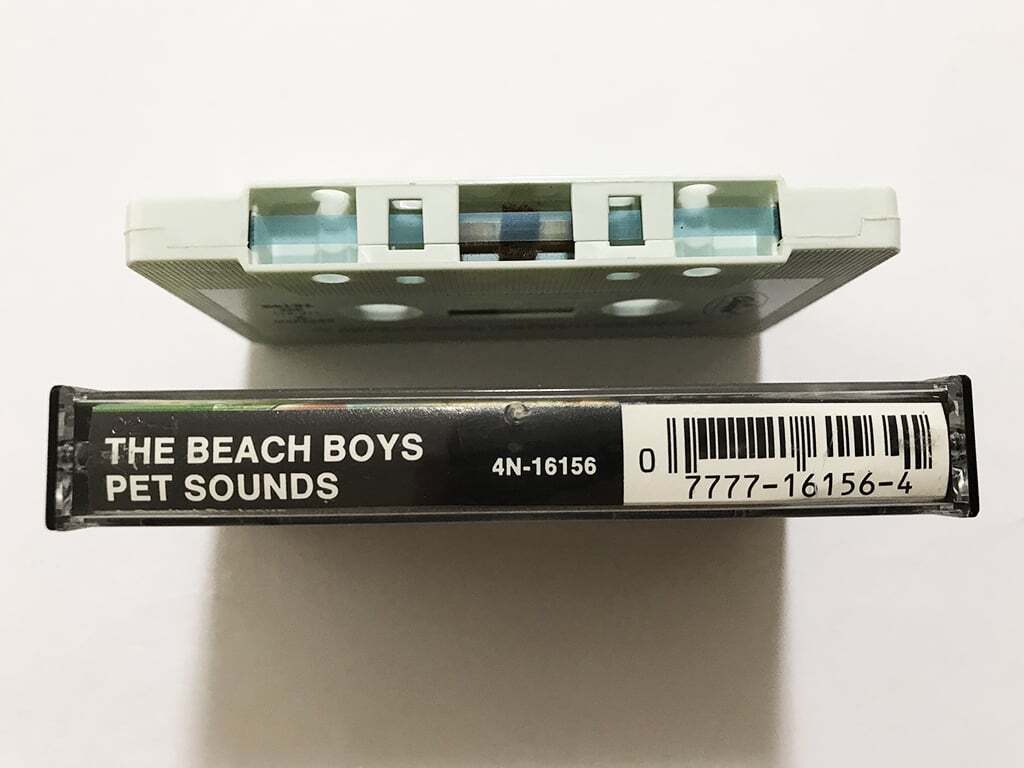 THE BEACH BOYS
PET SOUNDS
4N-16156
0
7777-16156-4